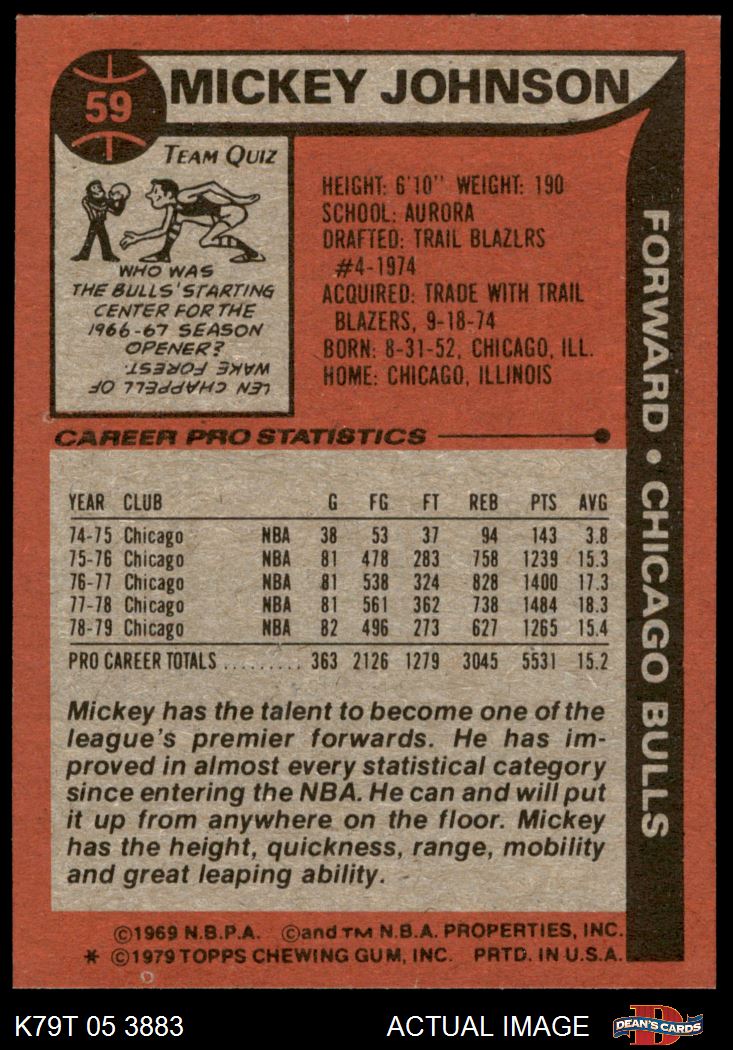 59
MICKEY JOHNSON
TEAM QUIZ
WHO WAS
THE BULLS' STARTING
CENTER FOR THE
1966-67 SEASON
OPENER?
LEN CHAPPELL OF
WAKE FOREST.
HEIGHT: 6'10" WEIGHT: 190
SCHOOL: AURORA
DRAFTED: TRAIL BLAZLRS
#4-1974
ACQUIRED: TRADE WITH TRAIL
BLAZERS, 9-18-74
BORN: 8-31-52, CHICAGO, ILL.
HOME: CHICAGO, ILLINOIS
FORWARD • CHICAGO BULLS
CAREER PRO STATISTICS
YEAR CLUB G FG FT REB PTS AVG
74-75 Chicago NBA 38 53 37 94 143 3.8
75-76 Chicago NBA 81 478 283 758 1239 15.3
76-77 Chicago NBA 81 538 324 828 1400 17.3
77-78 Chicago NBA 81 561 362 738 1484 18.3
78-79 Chicago NBA 82 496 273 627 1265 15.4
PRO CAREER TOTALS ......... 363 2126 1279 3045 5531 15.2
Mickey has the talent to become one of the
league's premier forwards. He has im-
proved in almost every statistical category
since entering the NBA. He can and will put
it up from anywhere on the floor. Mickey
has the height, quickness, range, mobility
and great leaping ability.
©1969 N.B.P.A. ©and TM N.B.A. PROPERTIES, INC.
* ©1979 TOPPS CHEWING GUM, INC. PRTD. IN U.S.A.
K79T 05 3883
ACTUAL IMAGE
D
DEAN'S CARDS